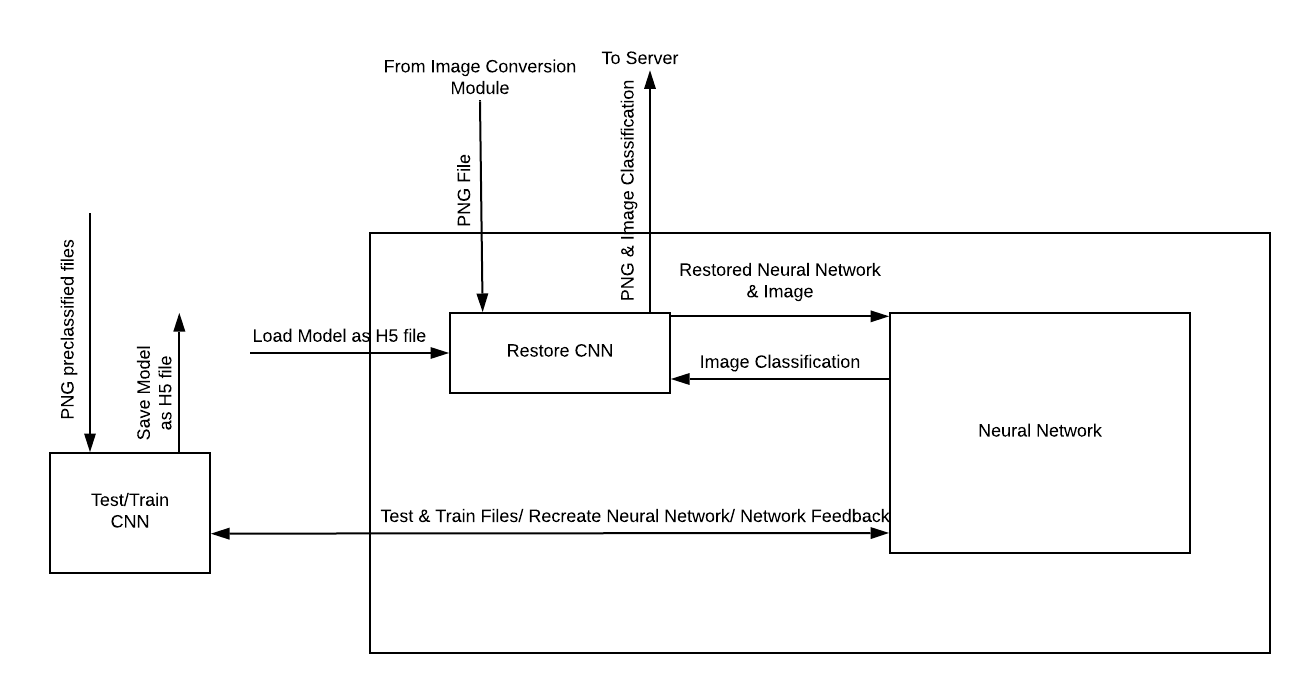 From Image Conversion
Module
To Server
PNG File
PNG & Image Classification
PNG preclassified files
Save Model
as H5 file
Load Model as H5 file
Restore CNN
Restored Neural Network
& Image
Image Classification
Neural Network
Test/Train
CNN
Test & Train Files/ Recreate Neural Network/ Network Feedback